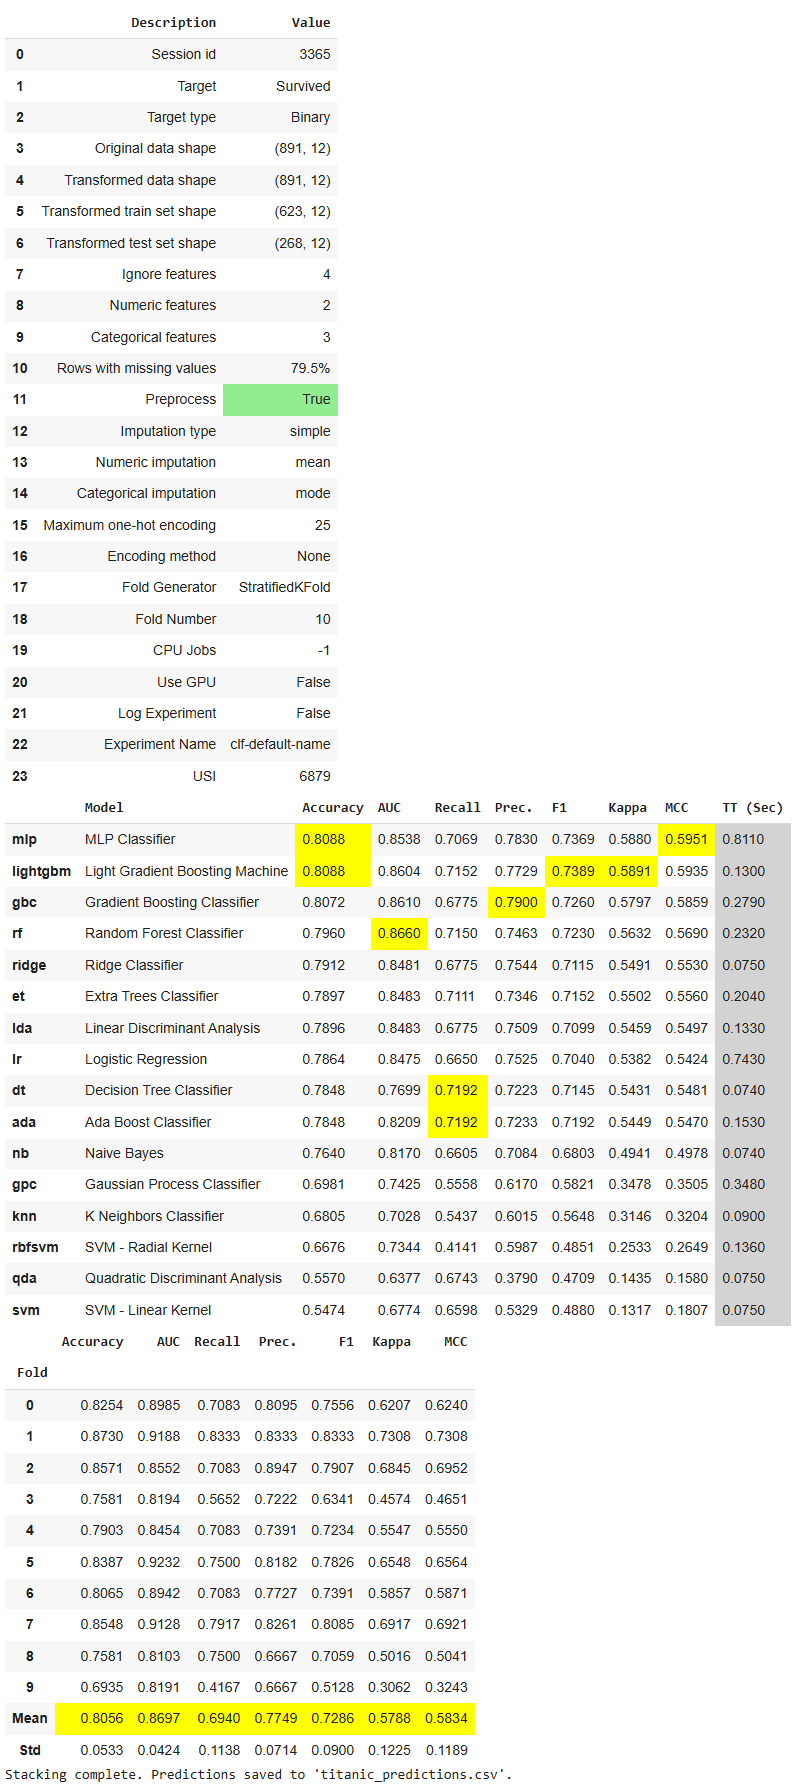 Description Value
0 Session id 3365
1 Target Survived
2 Target type Binary
3 Original data shape (891, 12)
4 Transformed data shape (891, 12)
5 Transformed train set shape (623, 12)
6 Transformed test set shape (268, 12)
7 Ignore features 4
8 Numeric features 2
9 Categorical features 3
10 Rows with missing values 79.5%
11 Preprocess True
12 Imputation type simple
13 Numeric imputation mean
14 Categorical imputation mode
15 Maximum one-hot encoding 25
16 Encoding method None
17 Fold Generator StratifiedKFold
18 Fold Number 10
19 CPU Jobs -1
20 Use GPU False
21 Log Experiment False
22 Experiment Name clf-default-name
23 USI 6879
Model Accuracy AUC Recall Prec. F1 Kappa MCC TT (Sec)
mlp MLP Classifier 0.8088 0.8538 0.7069 0.7830 0.7369 0.5880 0.5951 0.8110
lightgbm Light Gradient Boosting Machine 0.8088 0.8604 0.7152 0.7729 0.7389 0.5891 0.5935 0.1300
gbc Gradient Boosting Classifier 0.8072 0.8610 0.6775 0.7900 0.7260 0.5797 0.5859 0.2790
rf Random Forest Classifier 0.7960 0.8660 0.7150 0.7463 0.7230 0.5632 0.5690 0.2320
ridge Ridge Classifier 0.7912 0.8481 0.6775 0.7544 0.7115 0.5491 0.5530 0.0750
et Extra Trees Classifier 0.7897 0.8483 0.7111 0.7346 0.7152 0.5502 0.5560 0.2040
lda Linear Discriminant Analysis 0.7896 0.8483 0.6775 0.7509 0.7099 0.5459 0.5497 0.1330
lr Logistic Regression 0.7864 0.8475 0.6650 0.7525 0.7040 0.5382 0.5424 0.7430
dt Decision Tree Classifier 0.7848 0.7699 0.7192 0.7223 0.7145 0.5431 0.5481 0.0740
ada Ada Boost Classifier 0.7848 0.8209 0.7192 0.7233 0.7192 0.5449 0.5470 0.1530
nb Naive Bayes 0.7640 0.8170 0.6605 0.7084 0.6803 0.4941 0.4978 0.0740
gpc Gaussian Process Classifier 0.6981 0.7425 0.5558 0.6170 0.5821 0.3478 0.3505 0.3480
knn K Neighbors Classifier 0.6805 0.7028 0.5437 0.6015 0.5648 0.3146 0.3204 0.0900
rbfsvm SVM - Radial Kernel 0.6676 0.7344 0.4141 0.5987 0.4851 0.2533 0.2649 0.1360
qda Quadratic Discriminant Analysis 0.5570 0.6377 0.6743 0.3790 0.4709 0.1435 0.1580 0.0750
svm SVM - Linear Kernel 0.5474 0.6774 0.6598 0.5329 0.4880 0.1317 0.1807 0.0750
Accuracy AUC Recall Prec. F1 Kappa MCC
Fold
0 0.8254 0.8985 0.7083 0.8095 0.7556 0.6207 0.6240
1 0.8730 0.9188 0.8333 0.8333 0.8333 0.7308 0.7308
2 0.8571 0.8552 0.7083 0.8947 0.7907 0.6845 0.6952
3 0.7581 0.8194 0.5652 0.7222 0.6341 0.4574 0.4651
4 0.7903 0.8454 0.7083 0.7391 0.7234 0.5547 0.5550
5 0.8387 0.9232 0.7500 0.8182 0.7826 0.6548 0.6564
6 0.8065 0.8942 0.7083 0.7727 0.7391 0.5857 0.5871
7 0.8548 0.9128 0.7917 0.8261 0.8085 0.6917 0.6921
8 0.7581 0.8103 0.7500 0.6667 0.7059 0.5016 0.5041
9 0.6935 0.8191 0.4167 0.6667 0.5128 0.3062 0.3243
Mean 0.8056 0.8697 0.6940 0.7749 0.7286 0.5788 0.5834
Std 0.0533 0.0424 0.1138 0.0714 0.0900 0.1225 0.1189
Stacking complete. Predictions saved to 'titanic_predictions.csv'.